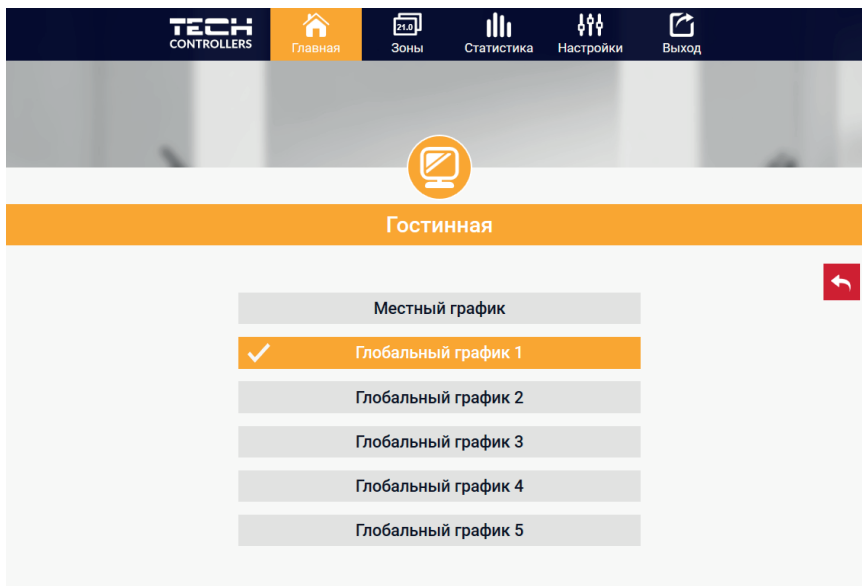 TECH
CONTROLLERS
Главная
21.0
Зоны
Статистика
Настройки
Выход
Гостинная
Местный график
Глобальный график 1
Глобальный график 2
Глобальный график 3
Глобальный график 4
Глобальный график 5